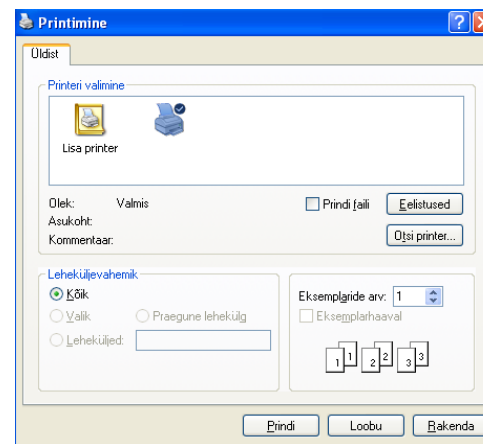 Printimine
Üldist
Printeri valimine
Lisa printer
Olek: Valmis
Prindi faili
Eelistused
Asukoht:
Kommentaar:
Otsi printer...
Leheküljevahemik
Kõik
Valik
Praegune lehekülg
Leheküljed:
Eksemplaride arv: 1
Eksemplarhaaval
1 1 2 2 3 3
Prindi
Loobu
Rakenda